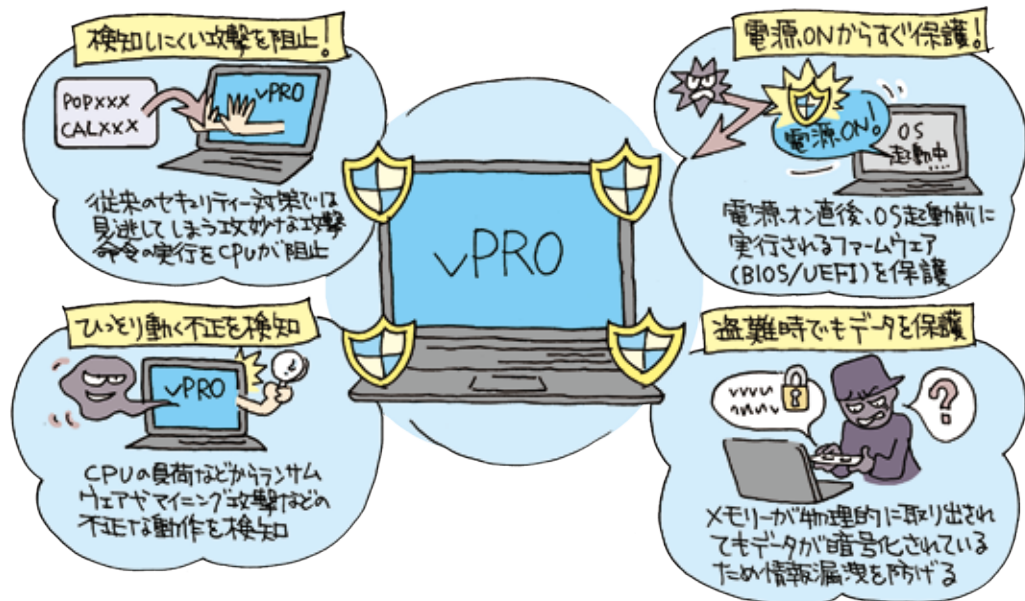 検知しにくい攻撃を阻止!
POPXXX
CALXXX
vPRO
従来のセキュリティー対策では
見逃してしまう巧妙な攻撃
命令の実行をCPUが阻止
電源ONからすぐ保護!
電源ON!
OS
起動中...
電源オン直後、OS起動前に
実行されるファームウェア
(BIOS/UEFI)を保護
vPRO
ひっそり動く不正を検知
vPRO
CPUの負荷などからランサム
ウェアやマイニング攻撃などの
不正な動作を検知
盗難時でもデータを保護
?
メモリーが物理的に取り出され
てもデータが暗号化されている
ため情報漏洩を防げる